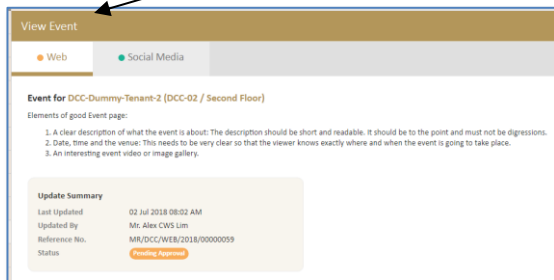 View Event
Web
Social Media
Event for DCC-Dummy-Tenant-2 (DCC-02 / Second Floor)
Elements of good Event page:
1. A clear description of what the event is about: The description should be short and readable. It should be to the point and must not be digressions.
2. Date, time and the venue: This needs to be very clear so that the viewer knows exactly where and when the event is going to take place.
3. An interesting event video or image gallery.
Update Summary
Last Updated 02 Jul 2018 08:02 AM
Updated By Mr. Alex CWS Lim
Reference No. MR/DCC/WEB/2018/00000059
Status Pending Approval